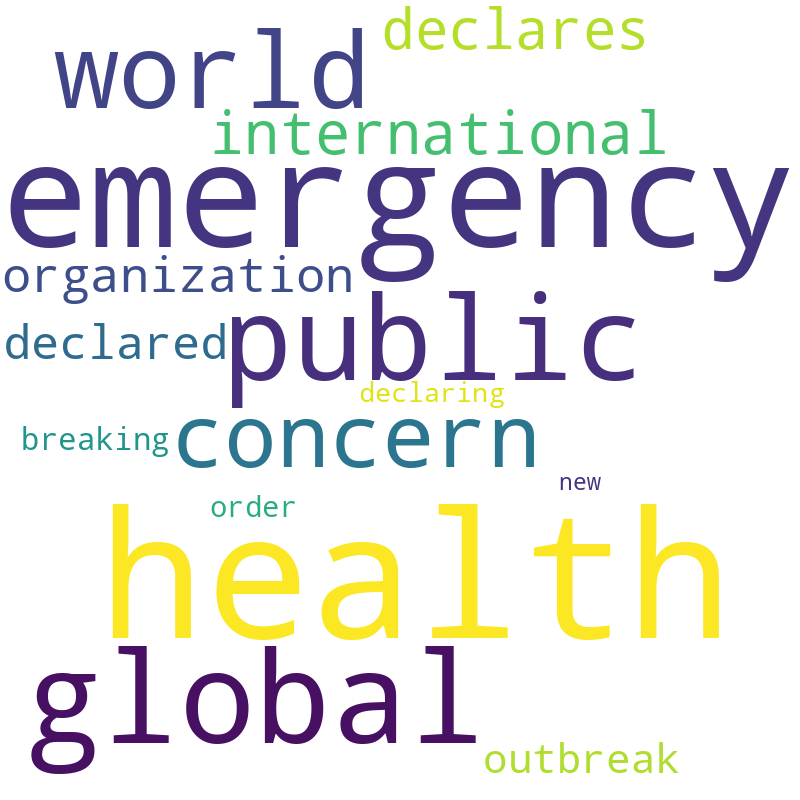 declares
world
international
emergency
organization
public
declared
declaring
concern
breaking
new
order
health
global
outbreak